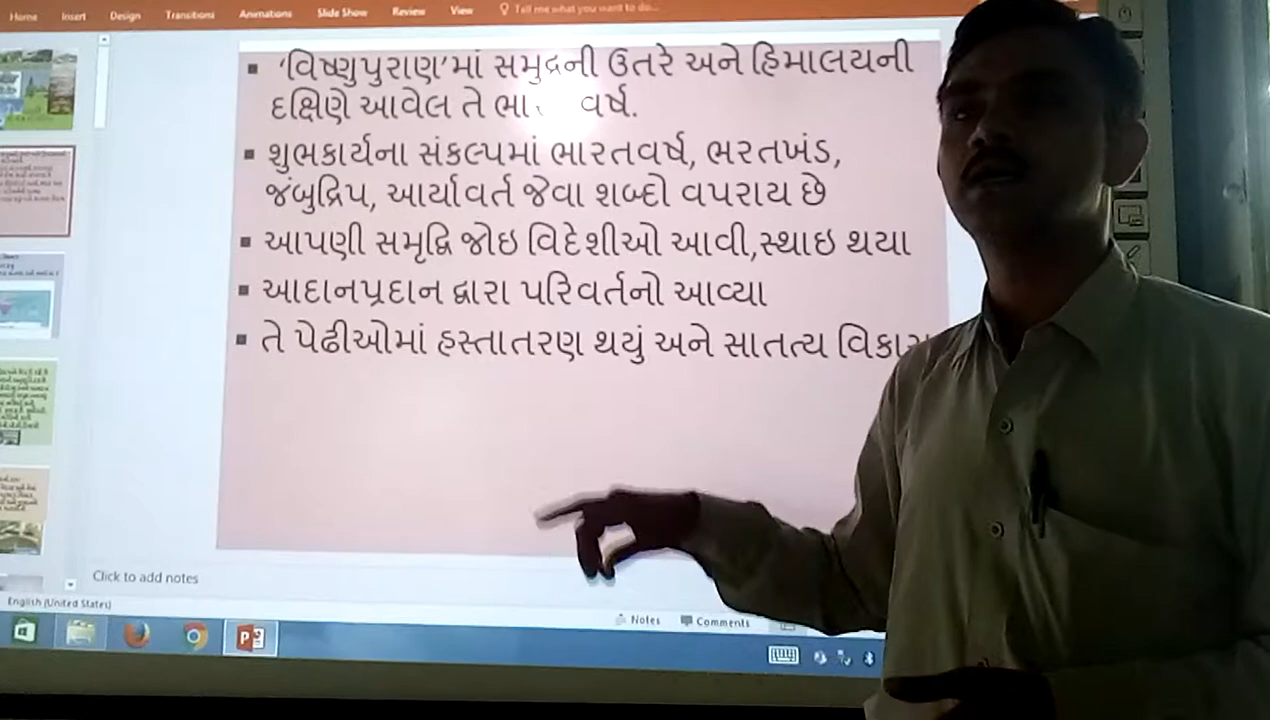 Home Insert Design Transitions Animations Slide Show Review View Tell me what you want to do...
▪ ‘વિષ્ણુપુરાણ’માં સમુદ્રની ઉતરે અને હિમાલયની
દક્ષિણે આવેલ તે વર્ષ.
▪ શુભકાર્યના સંકલ્પમાં ભારતવર્ષ, ભરતખંડ,
જંબુદ્રિપ, આર્યાવર્ત જેવા શબ્દો વપરાય છે
▪ આપણી સમૃદ્વિ જોઇ વિદેશીઓ આવી,સ્થાઇ થયા
▪ આદાનપ્રદાન દ્વારા પરિવર્તનો આવ્યા
▪ તે પેઢીઓમાં હસ્તાતરણ થયું અને સાતત્ય
Click to add notes
English (United States)
Notes Comments